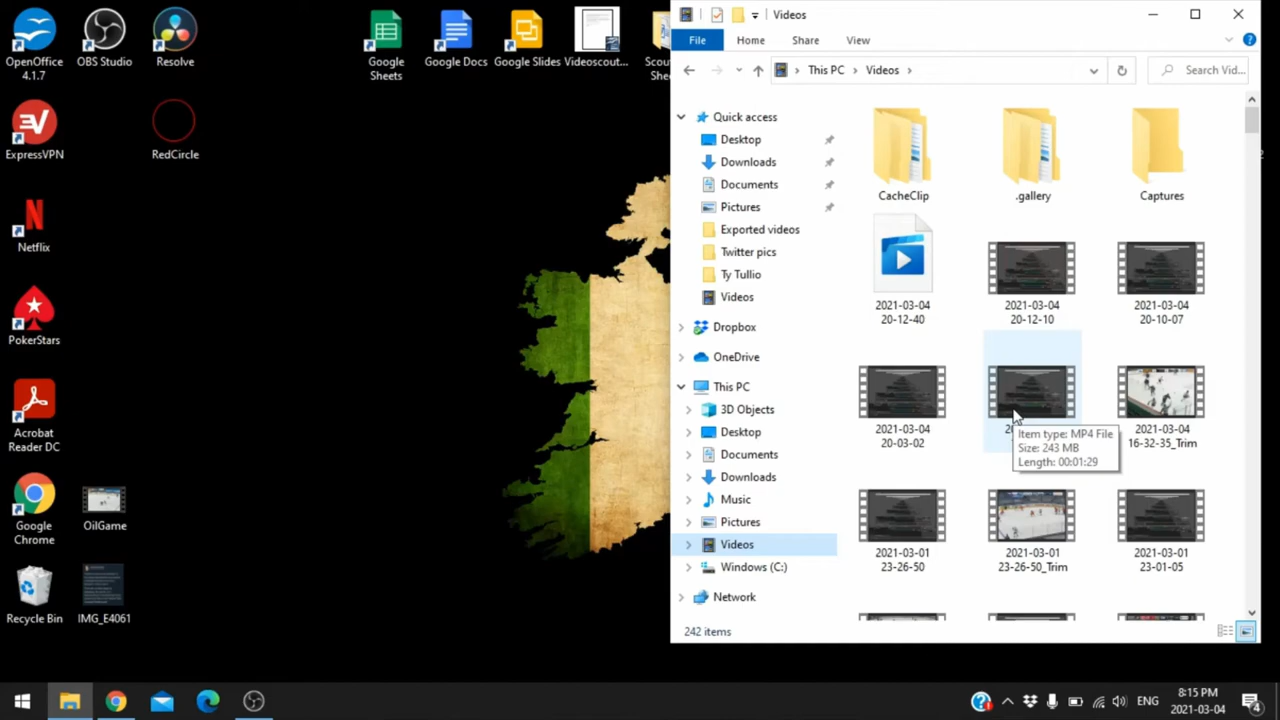 OpenOffice
4.1.7
OBS Studio
Resolve
Google
Sheets
Google Docs
Google Slides
Videoscout...
Scou
She
ExpressVPN
RedCircle
Netflix
PokerStars
Acrobat
Reader DC
Google
Chrome
OilGame
Recycle Bin
IMG_E4061
Videos
File
Home
Share
View
This PC
Videos
Search Vid...
Quick access
Desktop
Downloads
Documents
Pictures
Exported videos
Twitter pics
Ty Tullio
Videos
Dropbox
OneDrive
This PC
3D Objects
Desktop
Documents
Downloads
Music
Pictures
Videos
Windows (C:)
Network
CacheClip
.gallery
Captures
2021-03-04
20-12-40
2021-03-04
20-12-10
2021-03-04
20-10-07
2021-03-04
20-03-02
2021-03-04
16-32-35_Trim
Item type: MP4 File
Size: 243 MB
Length: 00:01:29
2021-03-01
23-26-50
2021-03-01
23-26-50_Trim
2021-03-01
23-01-05
242 items
ENG
8:15 PM
2021-03-04
4